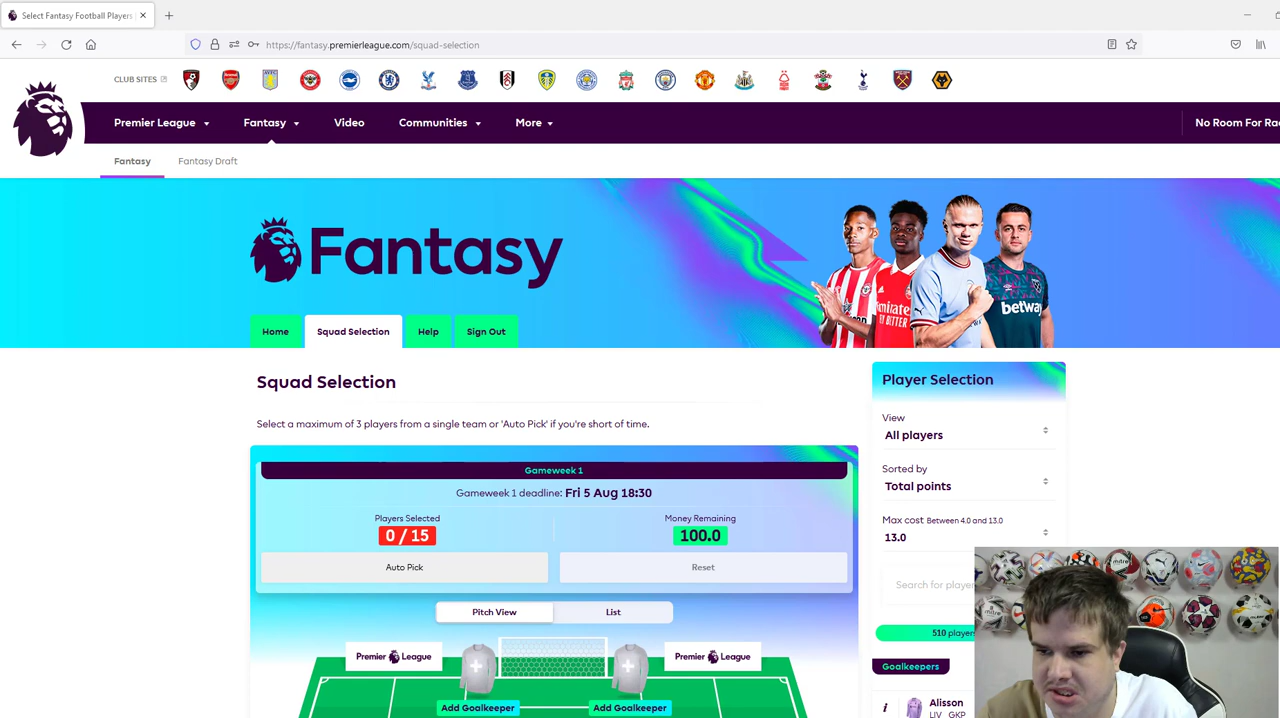 Select Fantasy Football Players
https://fantasy.premierleague.com/squad-selection
CLUB SITES
Premier League
Fantasy
Video
Communities
More
No Room For Rac
Fantasy
Fantasy Draft
Fantasy
Home
Squad Selection
Help
Sign Out
Squad Selection
Select a maximum of 3 players from a single team or 'Auto Pick' if you're short of time.
Gameweek 1
Gameweek 1 deadline: Fri 5 Aug 18:30
Players Selected
0 / 15
Money Remaining
100.0
Auto Pick
Reset
Pitch View
List
Premier League
Premier League
Add Goalkeeper
Add Goalkeeper
Player Selection
View
All players
Sorted by
Total points
Max cost Between 4.0 and 13.0
13.0
Search for player
510 players
Goalkeepers
Alisson
LIV GKP
betway